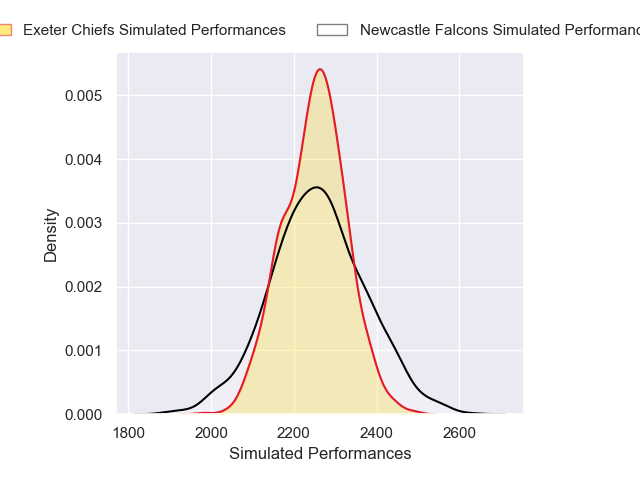 Exeter Chiefs Simulated Performances Newcastle Falcons Simulated
0.005
0.004
0.003
0.002
0.001
0.000
Density
1800 2000 2200 2400 2600
Simulated Performances